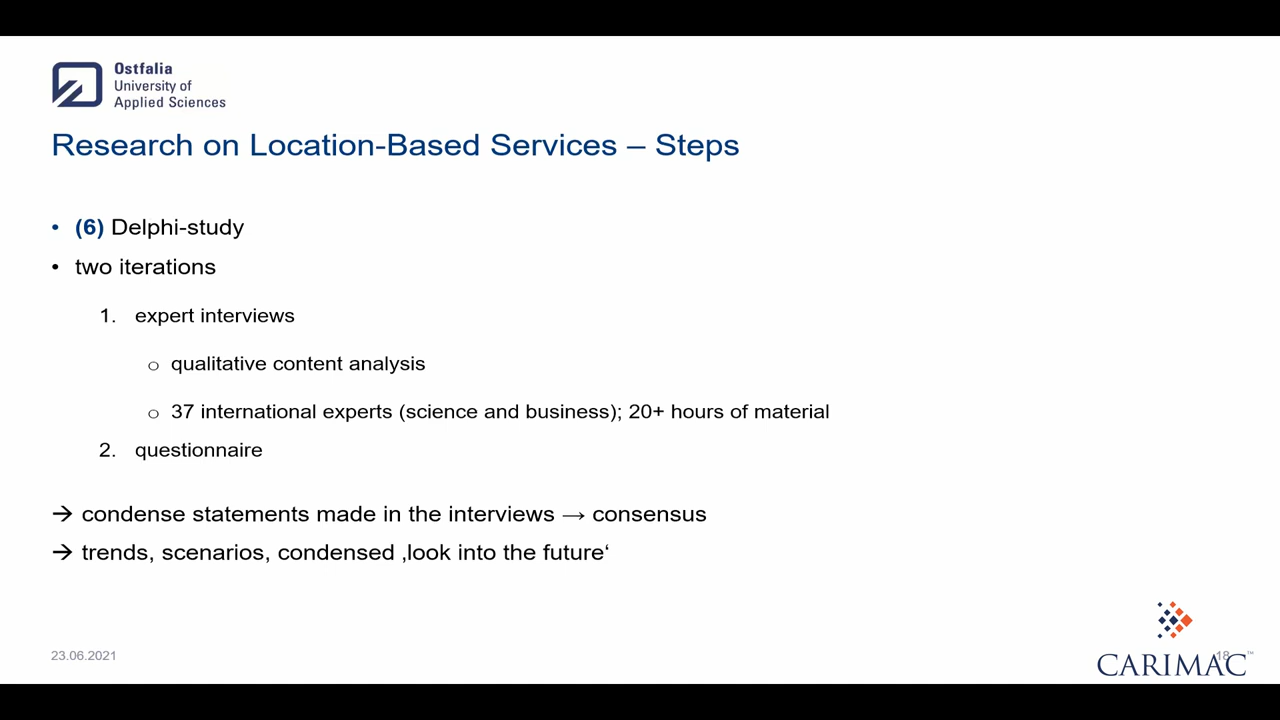 Ostfalia
University of
Applied Sciences
Research on Location-Based Services – Steps
• (6) Delphi-study
• two iterations
1. expert interviews
o qualitative content analysis
o 37 international experts (science and business); 20+ hours of material
2. questionnaire
→ condense statements made in the interviews → consensus
→ trends, scenarios, condensed ‚look into the future‘
23.06.2021
18
CARIMAC™